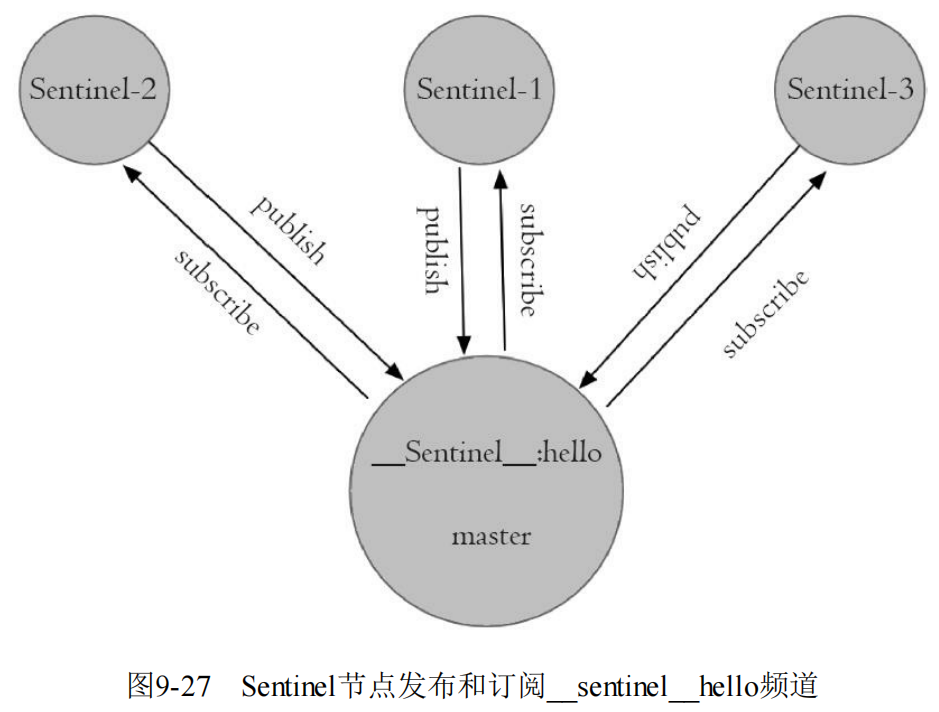 Sentinel-2
Sentinel-1
Sentinel-3
publish
subscribe
publish
subscribe
publish
subscribe
__Sentinel__:hello
master
图9-27 Sentinel节点发布和订阅__sentinel__hello频道